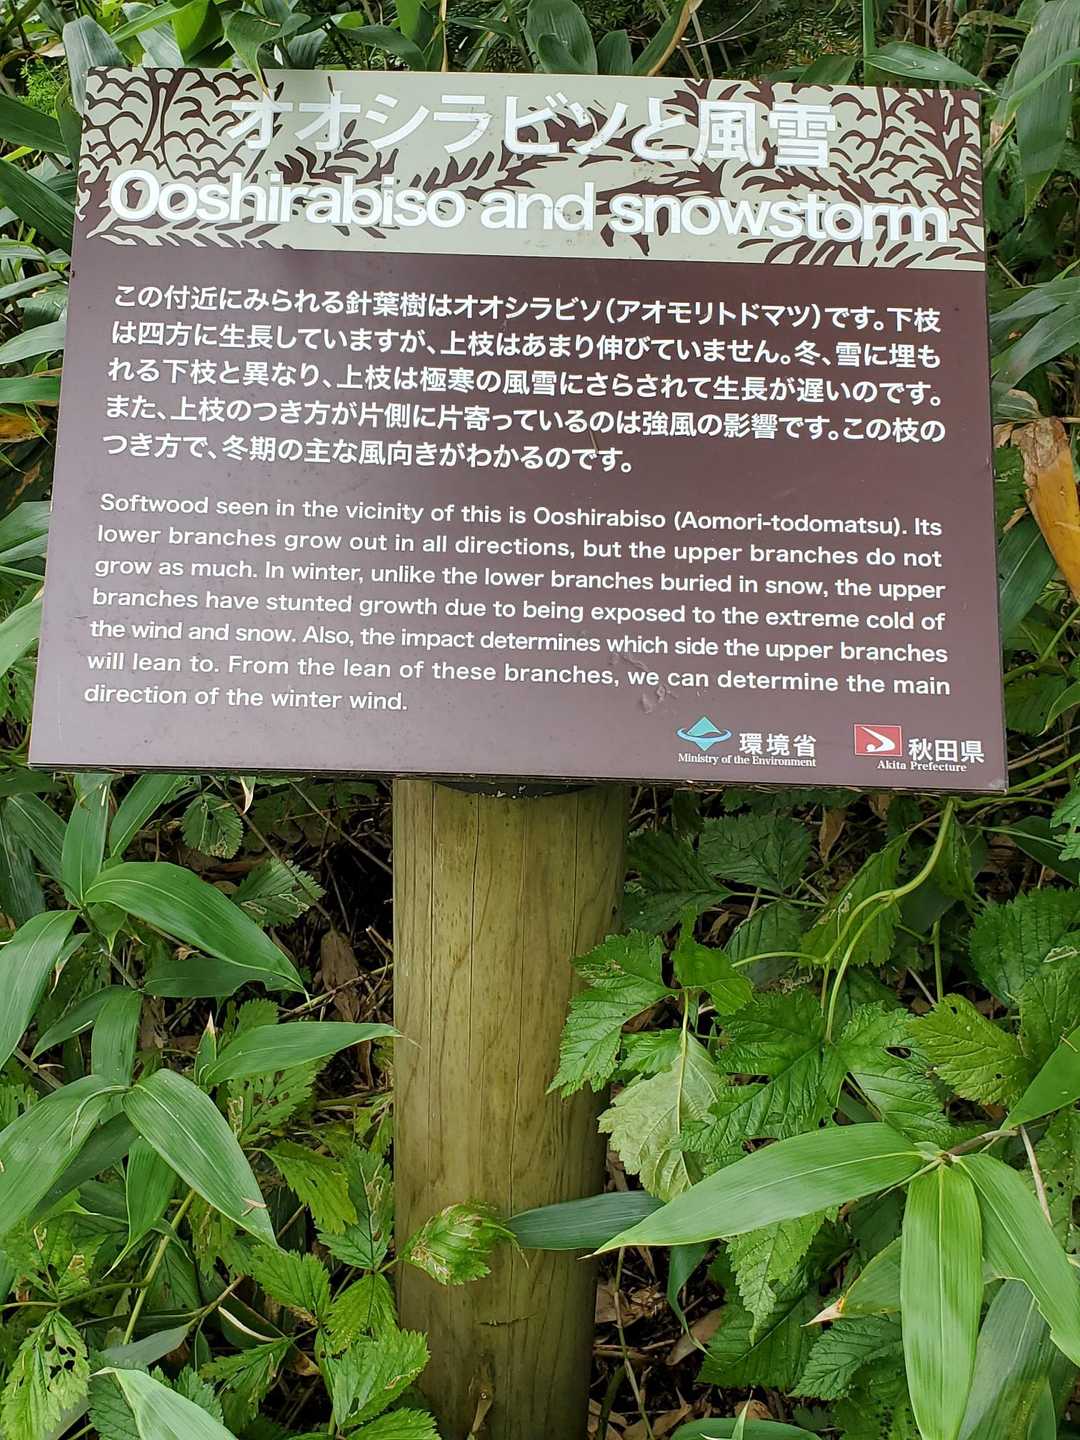 オオシラビソと風雪
Ooshirabiso and snowstorm
この付近にみられる針葉樹はオオシラビソ（アオモリトドマツ）です。下枝
は四方に生長していますが、上枝はあまり伸びていません。冬、雪に埋も
れる下枝と異なり、上枝は極寒の風雪にさらされて生長が遅いのです。
また、上枝のつき方が片側に片寄っているのは強風の影響です。この枝の
つき方で、冬期の主な風向きがわかるのです。
Softwood seen in the vicinity of this is Ooshirabiso (Aomori-todomatsu). Its
lower branches grow out in all directions, but the upper branches do not
grow as much. In winter, unlike the lower branches buried in snow, the upper
branches have stunted growth due to being exposed to the extreme cold of
the wind and snow. Also, the impact determines which side the upper branches
will lean to. From the lean of these branches, we can determine the main
direction of the winter wind.
環境省
Ministry of the Environment
秋田県
Akita Prefecture